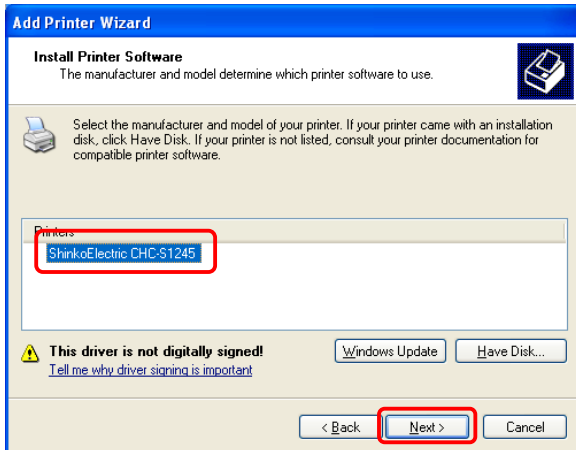 Add Printer Wizard
Install Printer Software
The manufacturer and model determine which printer software to use.
Select the manufacturer and model of your printer. If your printer came with an installation
disk, click Have Disk. If your printer is not listed, consult your printer documentation for
compatible printer software.
Printers
ShinkoElectric CHC-S1245
This driver is not digitally signed!
Windows Update
Have Disk...
Tell me why driver signing is important
< Back
Next >
Cancel